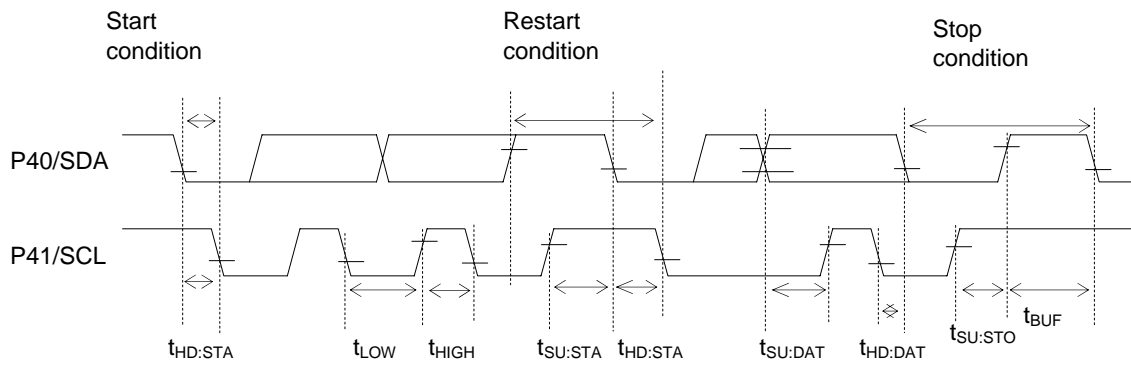 Start
condition
Restart
condition
Stop
condition
P40/SDA
P41/SCL
tHD:STA
tLOW
tHIGH
tSU:STA
tHD:STA
tSU:DAT
tHD:DAT
tSU:STO
tBUF